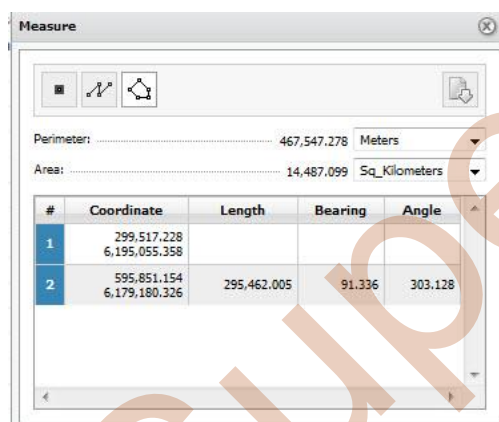 Measure
Perimeter: 467,547.278 Meters
Area: 14,487.099 Sq_Kilometers
# Coordinate Length Bearing Angle
1 299,517.228
6,195,055.358
2 595,851.154
6,179,180.326 295,462.005 91.336 303.128